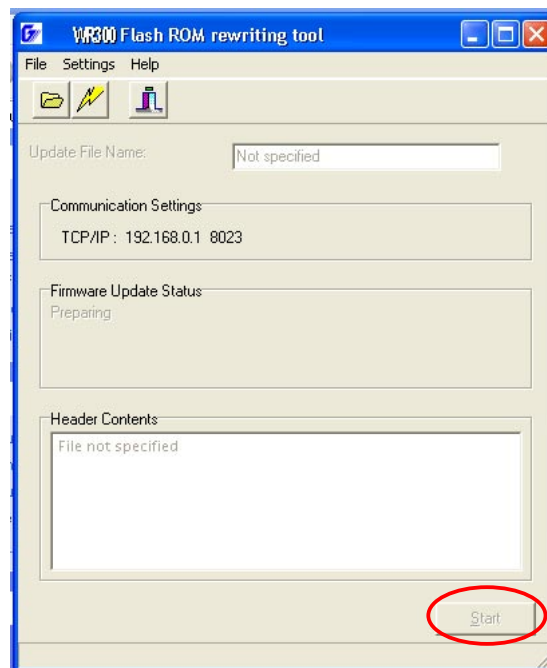 WR300 Flash ROM rewriting tool
File Settings Help
Update File Name: Not specified
Communication Settings
TCP/IP : 192.168.0.1 8023
Firmware Update Status
Preparing
Header Contents
File not specified
Start